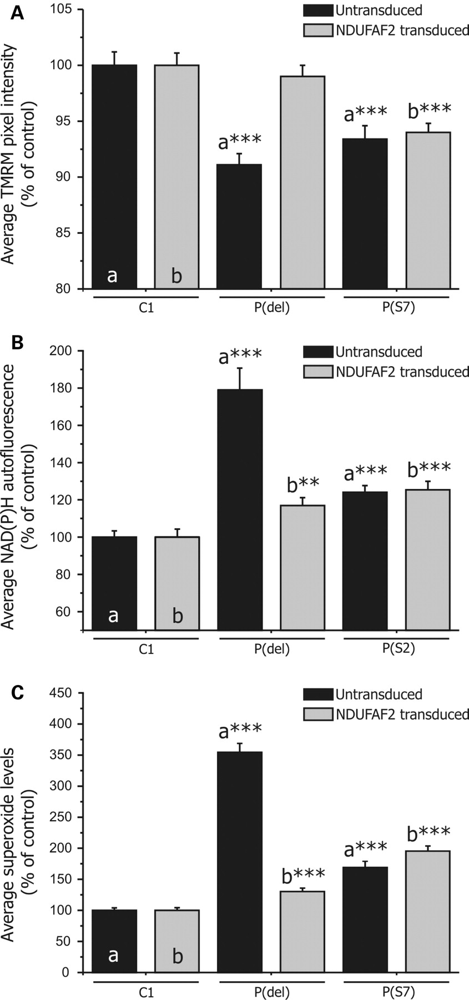 A
Untransduced
NDUFAF2 transduced
Average TMRM pixel intensity
(% of control)
105
100
95
90
85
80
a***
a***
b***
a
b
C1
P(del)
P(S7)
B
Untransduced
NDUFAF2 transduced
Average NAD(P)H autofluorescence
(% of control)
200
180
160
140
120
100
80
60
a***
b**
a***
b***
a
b
C1
P(del)
P(S2)
C
Untransduced
NDUFAF2 transduced
Average superoxide levels
(% of control)
450
400
350
300
250
200
150
100
50
0
a***
b***
a***
b***
a
b
C1
P(del)
P(S7)